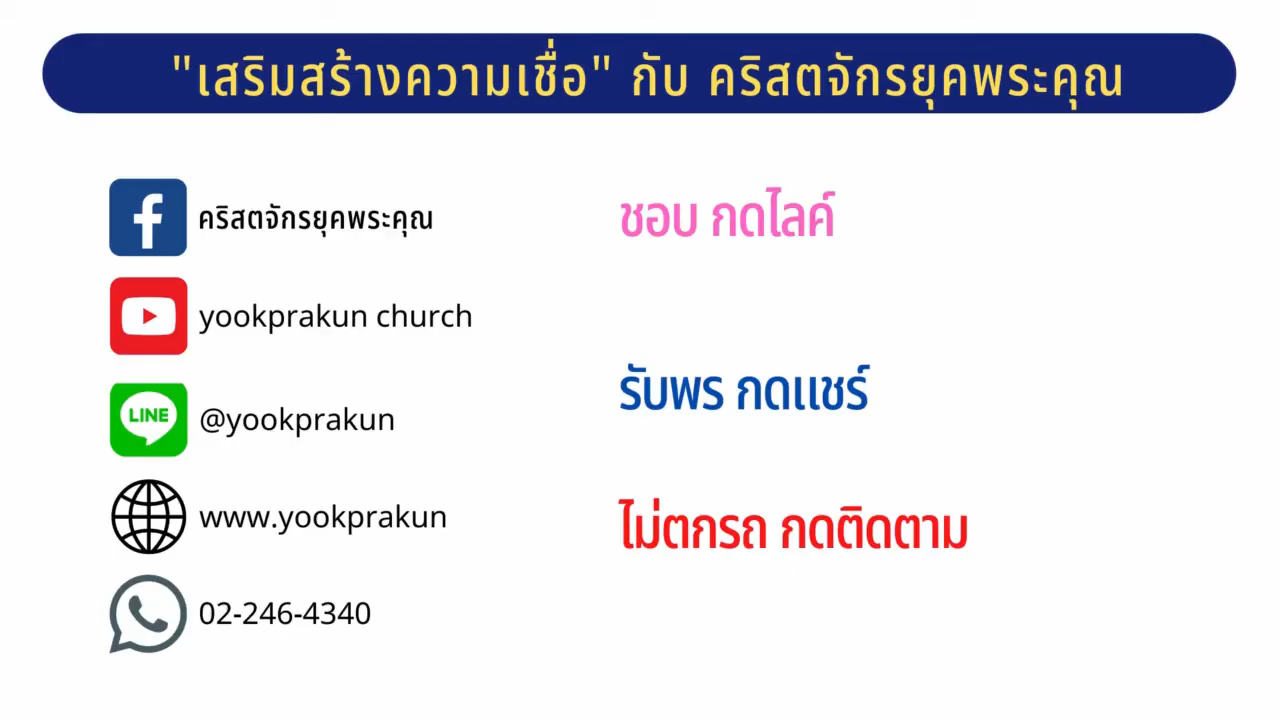 "เสริมสร้างความเชื่อ" กับ คริสตจักรยุคพระคุณ
คริสตจักรยุคพระคุณ
yookprakun church
LINE
@yookprakun
www.yookprakun
02-246-4340
ชอบ กดไลค์
รับพร กดแชร์
ไม่ตกรถ กดติดตาม